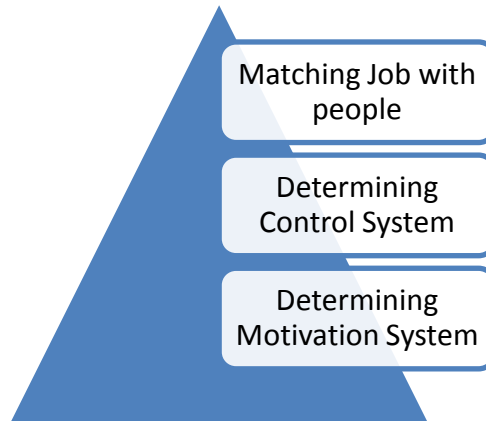 Matching Job with
people
Determining
Control System
Determining
Motivation System